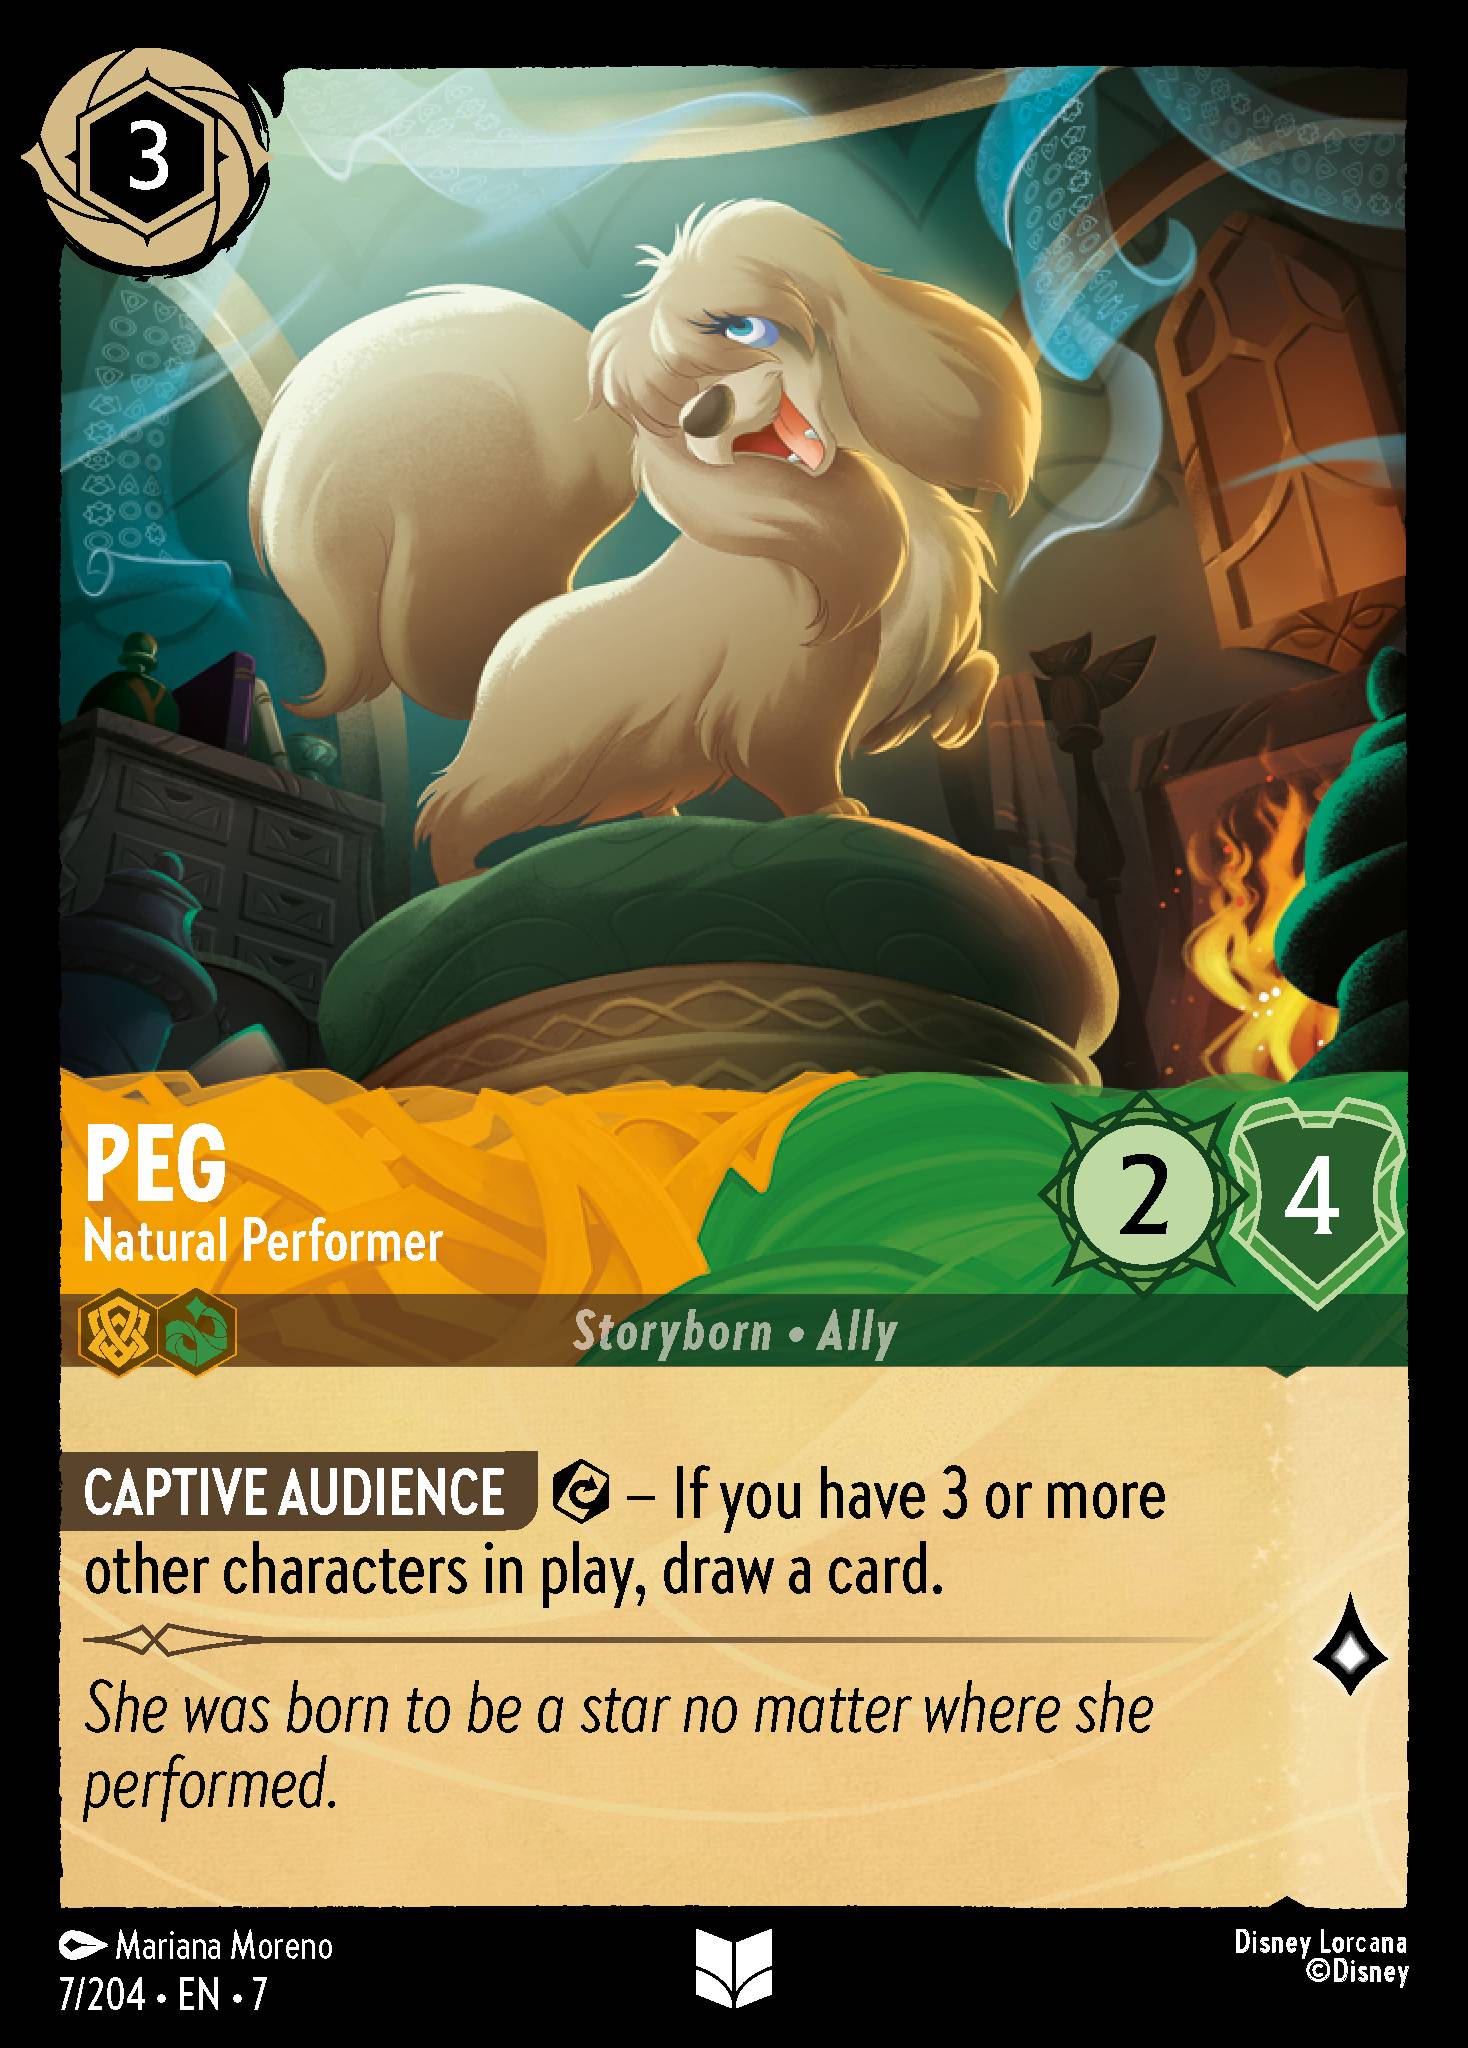 3
PEG
Natural Performer
2 4
Storyborn • Ally
CAPTIVE AUDIENCE – If you have 3 or more
other characters in play, draw a card.
She was born to be a star no matter where she
performed.
Mariana Moreno
7/204 • EN • 7
Disney Lorcana
©Disney